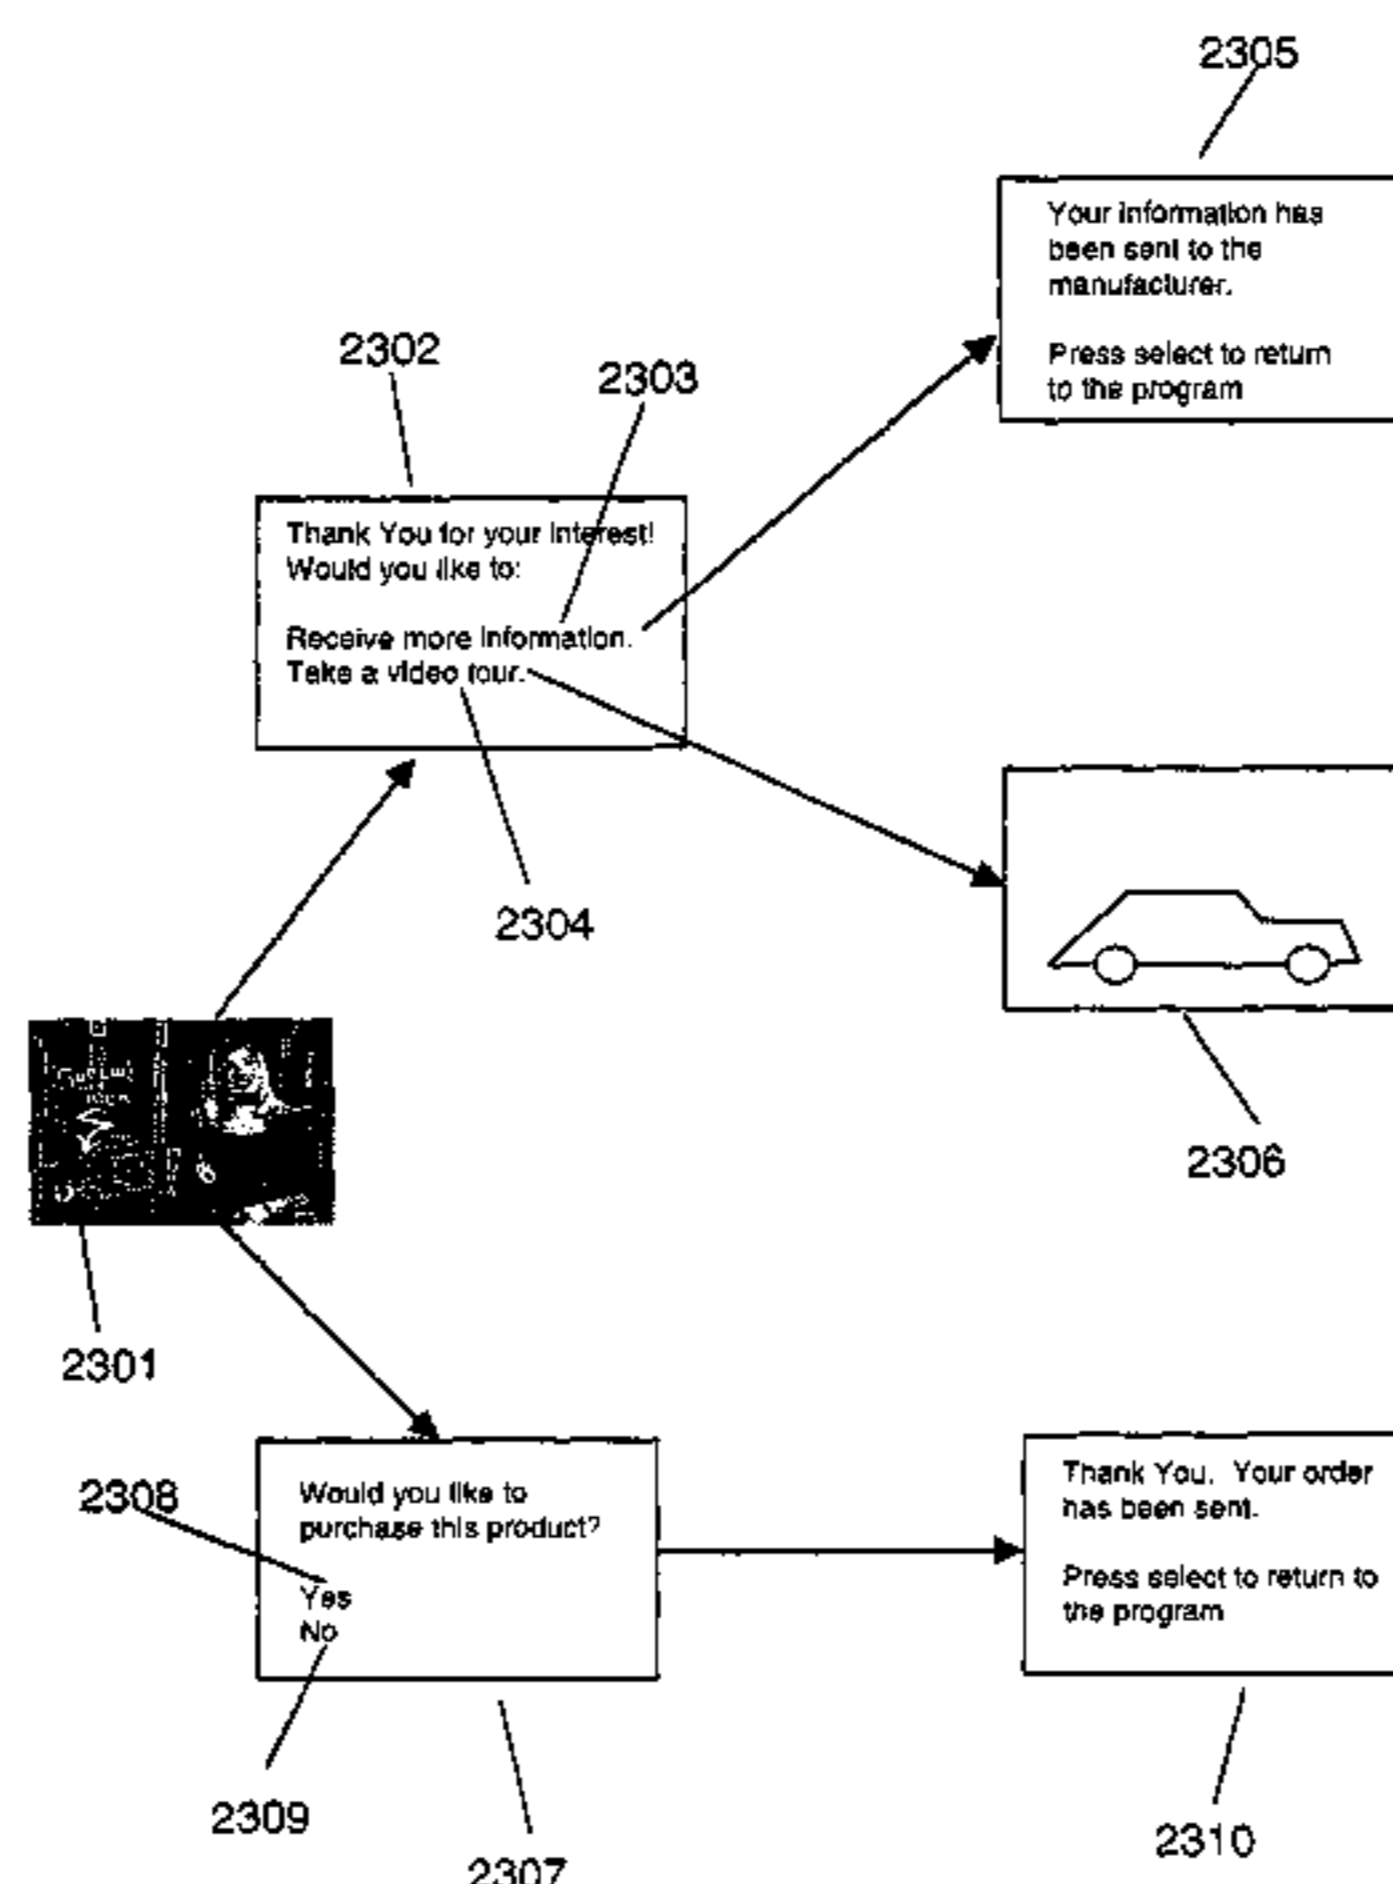 2305
Your information has
been sent to the
manufacturer.
Press select to return
to the program
2302
2303
Thank You for your interest!
Would you like to:
Receive more information.
Take a video tour.
2304
2306
2301
2308
Would you like to
purchase this product?
Yes
No
2309
2307
Thank You. Your order
has been sent.
Press select to return to
the program
2310